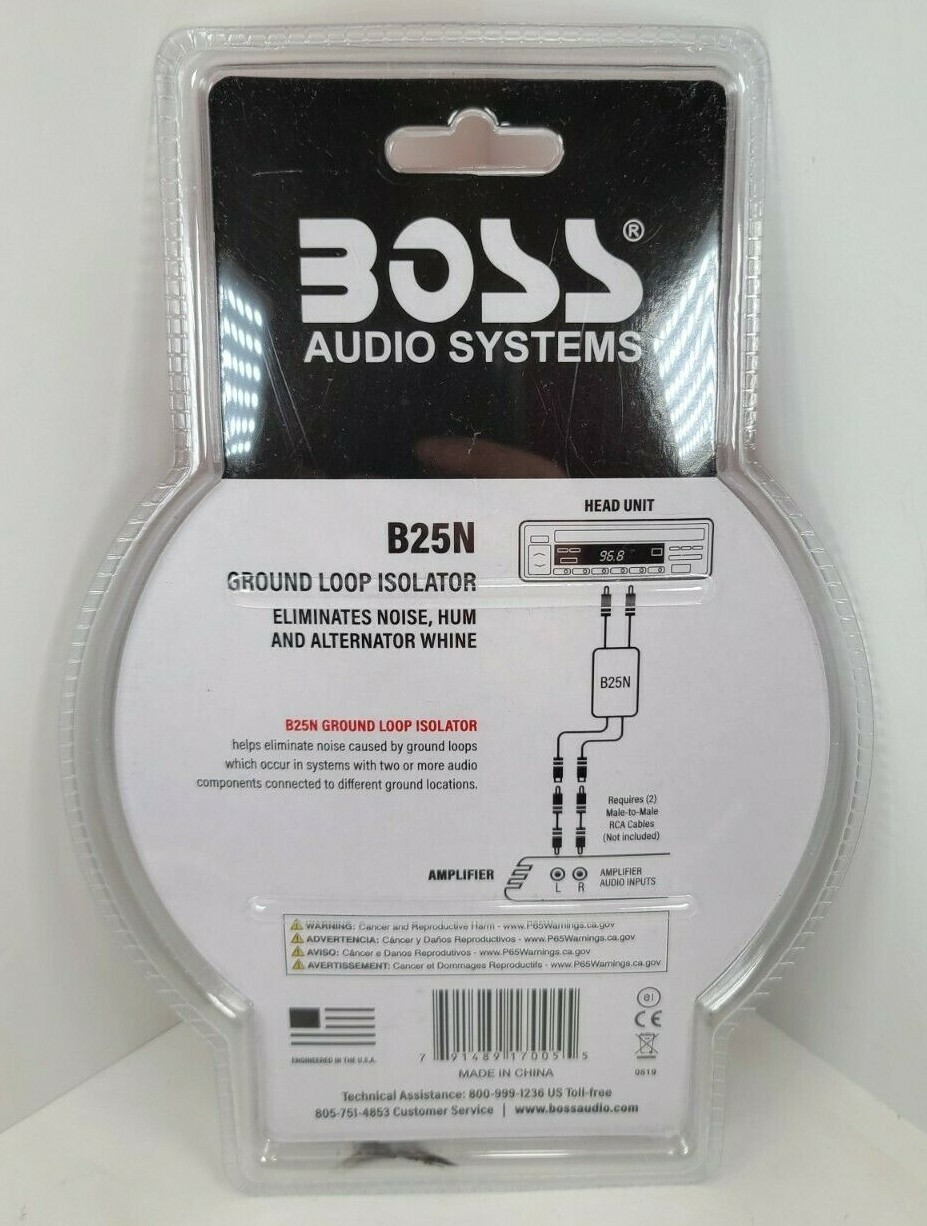 BOSS®
AUDIO SYSTEMS
B25N
GROUND LOOP ISOLATOR
ELIMINATES NOISE, HUM
AND ALTERNATOR WHINE
B25N GROUND LOOP ISOLATOR
helps eliminate noise caused by ground loops
which occur in systems with two or more audio
components connected to different ground locations.
HEAD UNIT
96.8
B25N
Requires (2)
Male-to-Male
RCA Cables
(Not included)
AMPLIFIER
L R
AMPLIFIER
AUDIO INPUTS
WARNING: Cancer and Reproductive Harm - www.P65Warnings.ca.gov
ADVERTENCIA: Cáncer y Daños Reproductivos - www.P65Warnings.ca.gov
AVISO: Câncer e Danos Reprodutivos - www.P65Warnings.ca.gov
AVERTISSEMENT: Cancer et Dommages Reproductifs - www.P65Warnings.ca.gov
ENGINEERED IN THE U.S.A.
7 91489 17005 5
MADE IN CHINA
e1
CE
0819
Technical Assistance: 800-999-1236 US Toll-free
805-751-4853 Customer Service | www.bossaudio.com